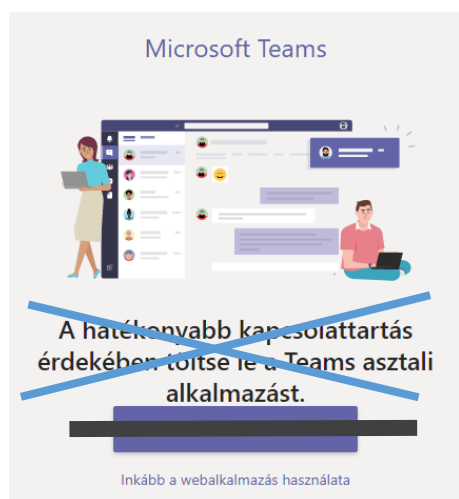 Microsoft Teams
A hatékonyabb kapcsolattartás
érdekében töltse le a Teams asztali
alkalmazást.
Inkább a webalkalmazás használata